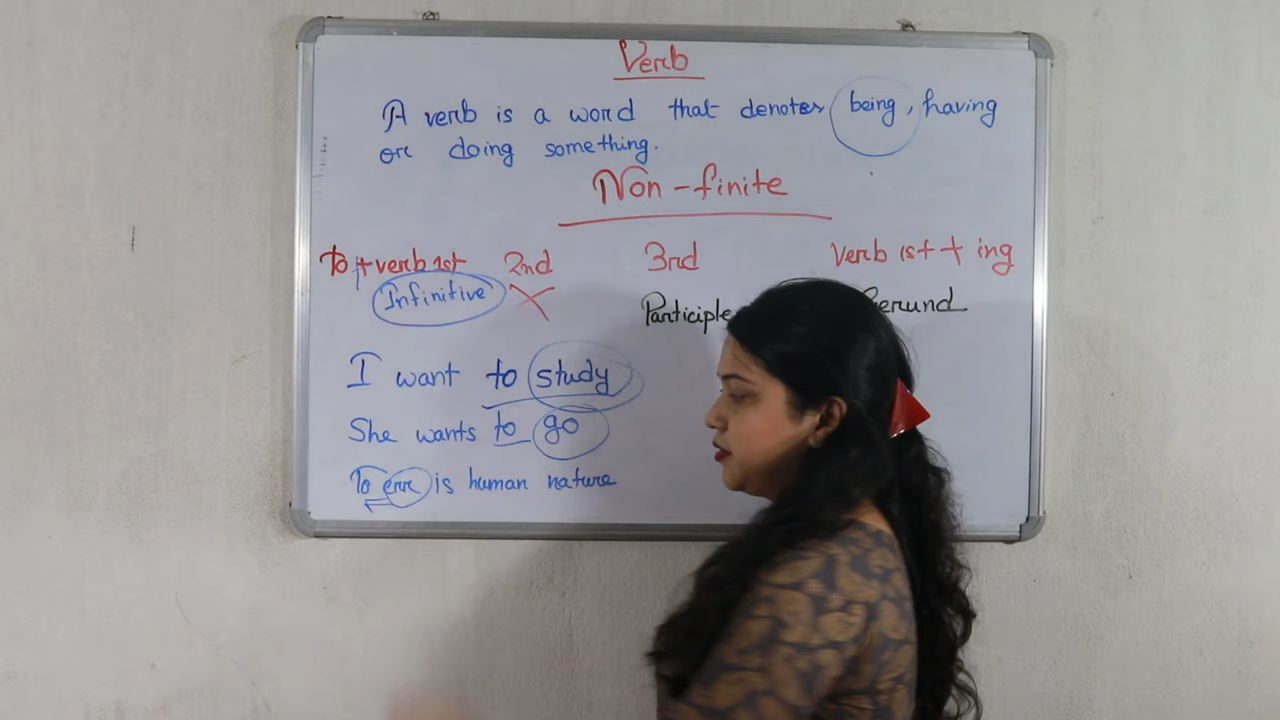 Verb
A verb is a word that denotes being, having
or doing something.
Non-finite
To + verb 1st 2nd 3rd Verb 1st + ing
Infinitive X Participle erund
I want to study
She wants to go
To err is human nature